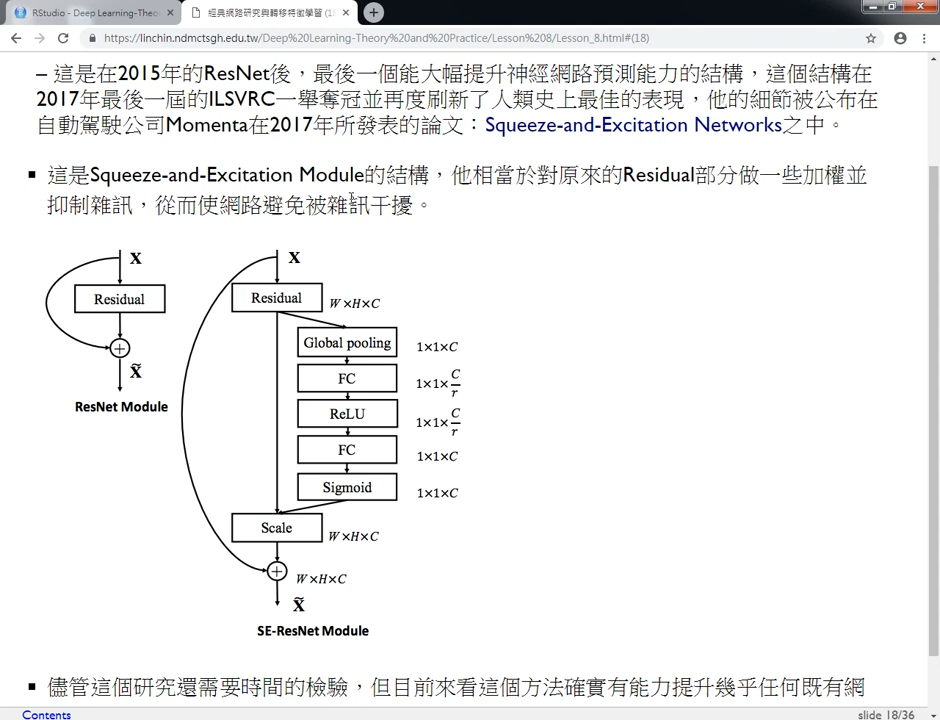 RStudio - Deep Learning-Theo
經典網路研究與轉移特徵學習 (18
https://linchin.ndmctsgh.edu.tw/Deep%20Learning-Theory%20and%20Practice/Lesson%208/Lesson_8.html#(18)
– 這是在2015年的ResNet後，最後一個能大幅提升神經網路預測能力的結構，這個結構在
2017年最後一屆的ILSVRC一舉奪冠並再度刷新了人類史上最佳的表現，他的細節被公布在
自動駕駛公司Momenta在2017年所發表的論文：Squeeze-and-Excitation Networks之中。
▪ 這是Squeeze-and-Excitation Module的結構，他相當於對原來的Residual部分做一些加權並
抑制雜訊，從而使網路避免被雜訊干擾。
X
Residual
+
X̃
ResNet Module
X
Residual
W×H×C
Global pooling
1×1×C
FC
1×1×C/r
ReLU
1×1×C/r
FC
1×1×C
Sigmoid
1×1×C
Scale
W×H×C
+
W×H×C
X̃
SE-ResNet Module
▪ 儘管這個研究還需要時間的檢驗，但目前來看這個方法確實有能力提升幾乎任何既有網
Contents
slide 18/36